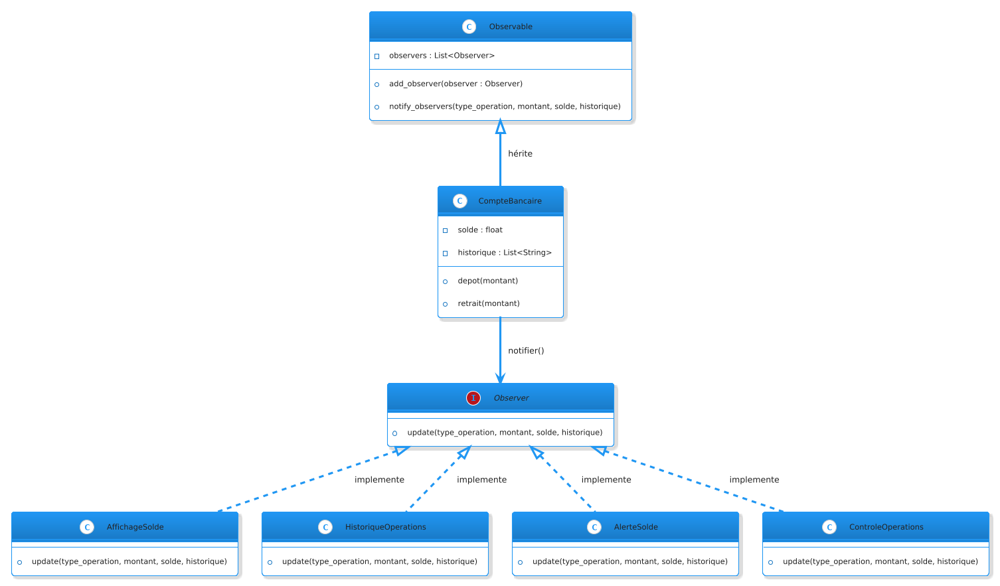 C Observable
observers : List<Observer>
add_observer(observer : Observer)
notify_observers(type_operation, montant, solde, historique)
hérite
C CompteBancaire
solde : float
historique : List<String>
depot(montant)
retrait(montant)
notifier()
I Observer
update(type_operation, montant, solde, historique)
implemente
implemente
implemente
implemente
C AffichageSolde
update(type_operation, montant, solde, historique)
C HistoriqueOperations
update(type_operation, montant, solde, historique)
C AlerteSolde
update(type_operation, montant, solde, historique)
C ControleOperations
update(type_operation, montant, solde, historique)